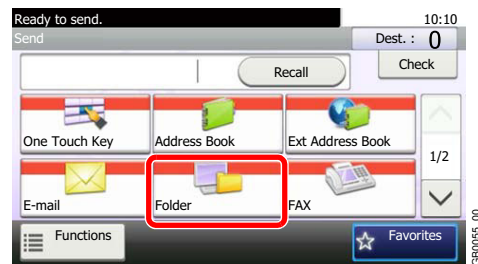 Ready to send.
10:10
Send
Dest. : 0
Recall
Check
One Touch Key
Address Book
Ext Address Book
1/2
E-mail
Folder
FAX
Functions
Favorites
GB0055_00